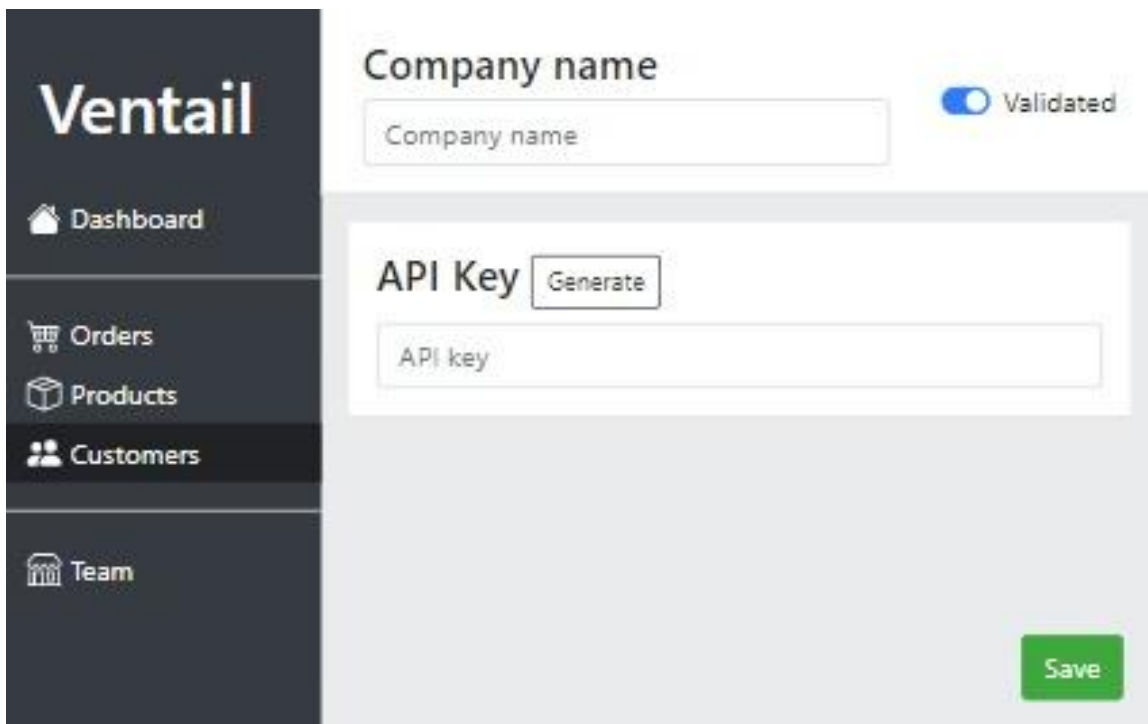 Ventail
Dashboard
Orders
Products
Customers
Team
Company name
Company name
Validated
API Key Generate
API key
Save